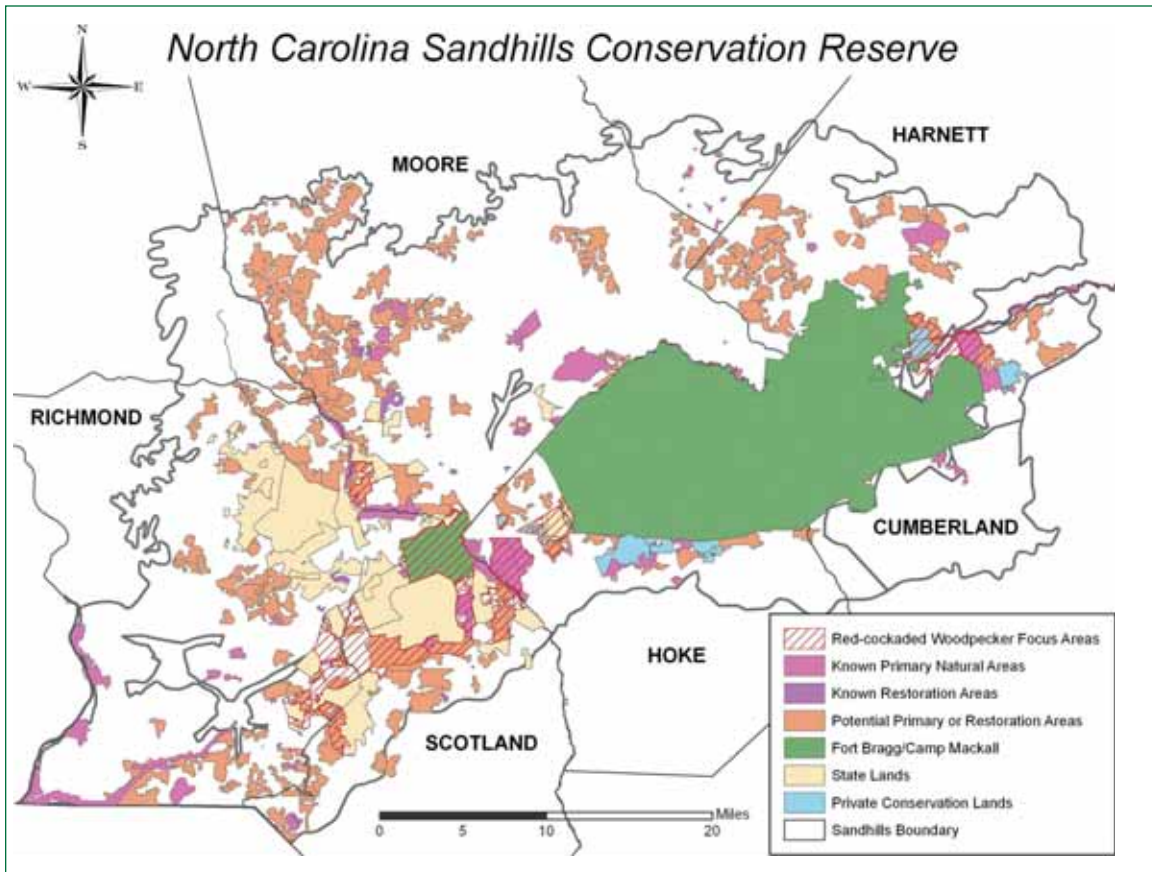 North Carolina Sandhills Conservation Reserve
N
W E
S
HARNETT
MOORE
RICHMOND
CUMBERLAND
HOKE
SCOTLAND
Red-cockaded Woodpecker Focus Areas
Known Primary Natural Areas
Known Restoration Areas
Potential Primary or Restoration Areas
Fort Bragg/Camp Mackall
State Lands
Private Conservation Lands
Sandhills Boundary
Miles
0 5 10 20